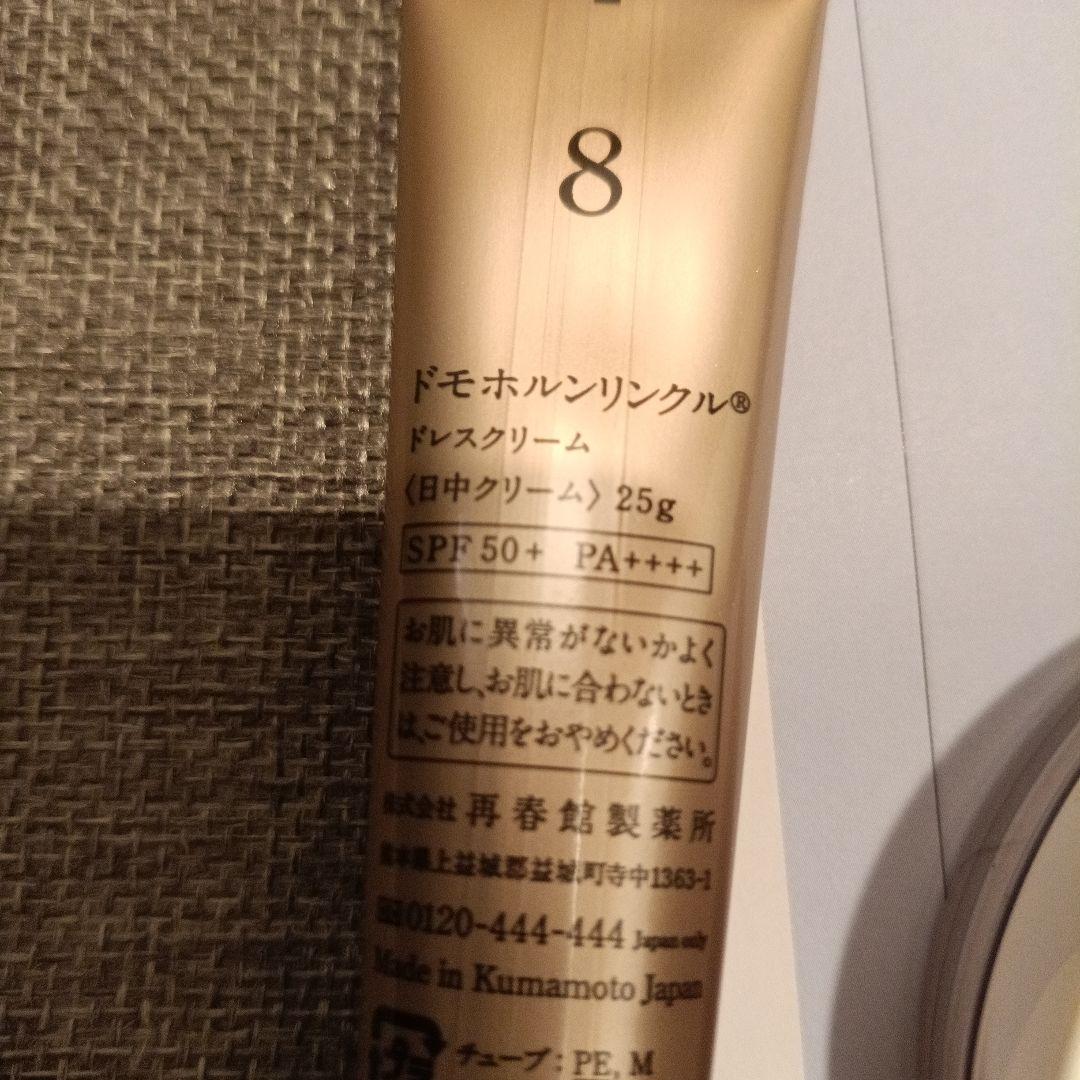 8
ドモホルンリンクル®
ドレスクリーム
〈日中クリーム〉 25g
SPF 50+ PA++++
お肌に異常がないかよく
注意し、お肌に合わないとき
は、ご使用をおやめください。
株式会社 再春館製薬所
熊本県上益城郡益城町寺中1363-1
0120-444-444 Japan only
Made in Kumamoto Japan
チューブ : PE, M